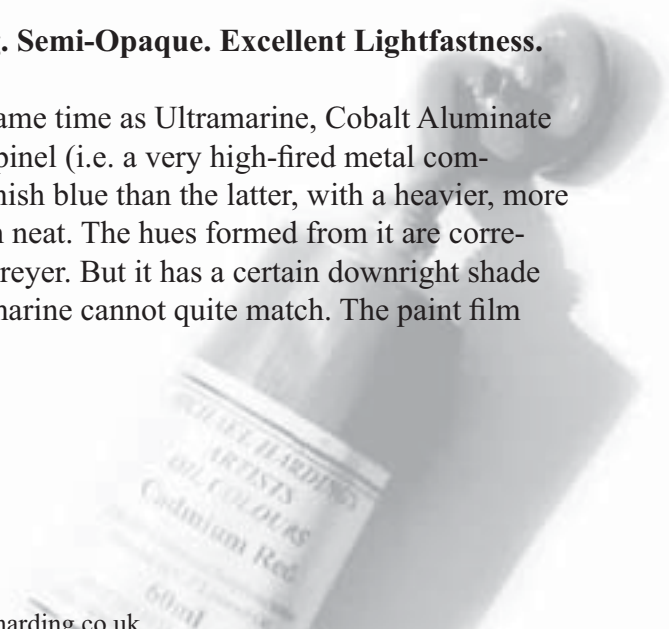 . Semi-Opaque. Excellent Lightfastness.
ame time as Ultramarine, Cobalt Aluminate
pinel (i.e. a very high-fired metal com-
nish blue than the latter, with a heavier, more
n neat. The hues formed from it are corre-
reyer. But it has a certain downright shade
marine cannot quite match. The paint film
MICHAEL HARDING'S
ARTISTS
OIL COLOURS
Cadmium Red
60ml
harding.co.uk